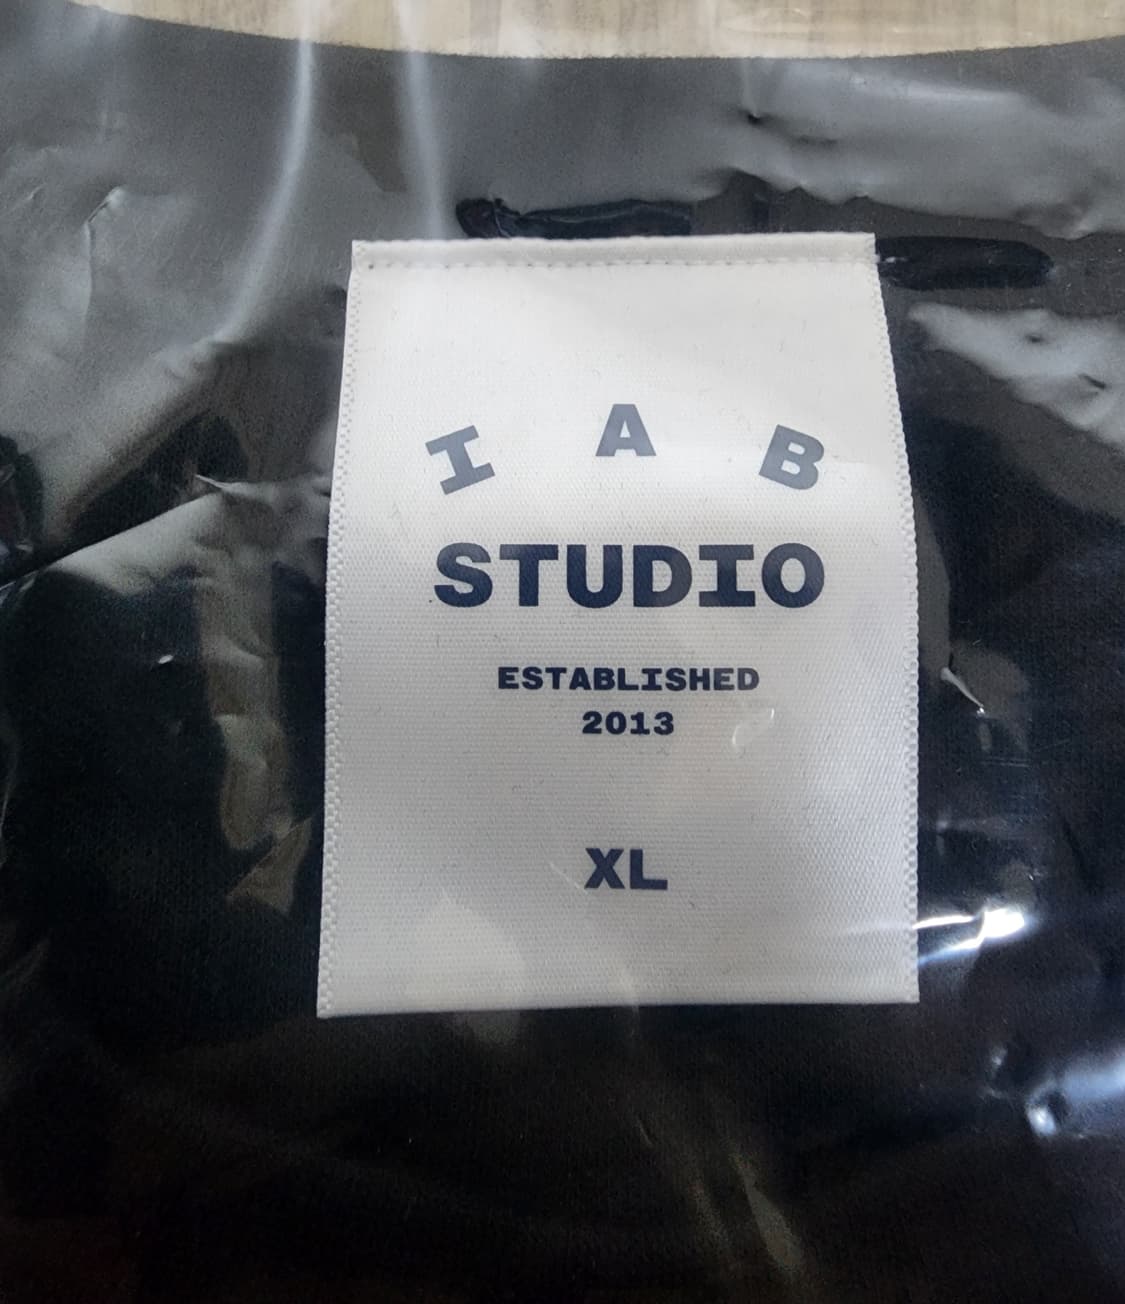 I A B
STUDIO
ESTABLISHED
2013
XL